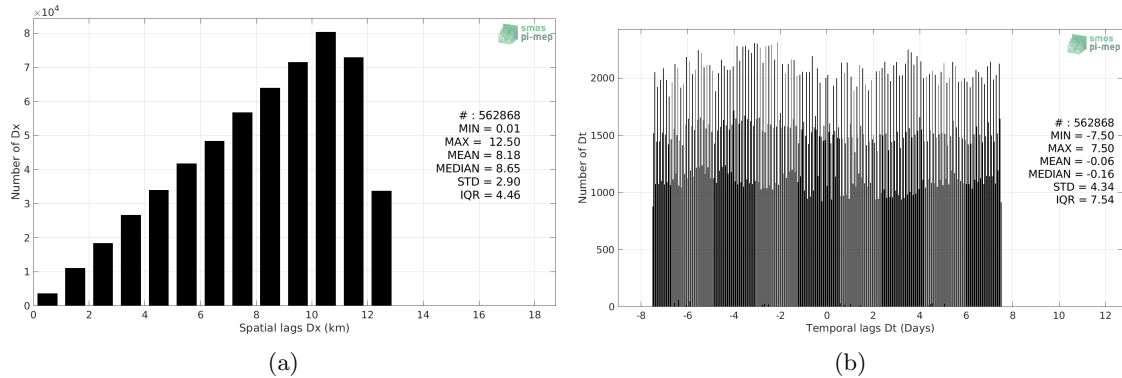 ×10⁴
8
7
6
5
4
3
2
1
0
Number of Dx
smos
pi-mep
# : 562868
MIN = 0.01
MAX = 12.50
MEAN = 8.18
MEDIAN = 8.65
STD = 2.90
IQR = 4.46
0 2 4 6 8 10 12 14 16 18
Spatial lags Dx (km)
(a)
2000
1500
1000
500
0
Number of Dt
smos
pi-mep
# : 562868
MIN = -7.50
MAX = 7.50
MEAN = -0.06
MEDIAN = -0.16
STD = 4.34
IQR = 7.54
-8 -6 -4 -2 0 2 4 6 8 10 12
Temporal lags Dt (Days)
(b)